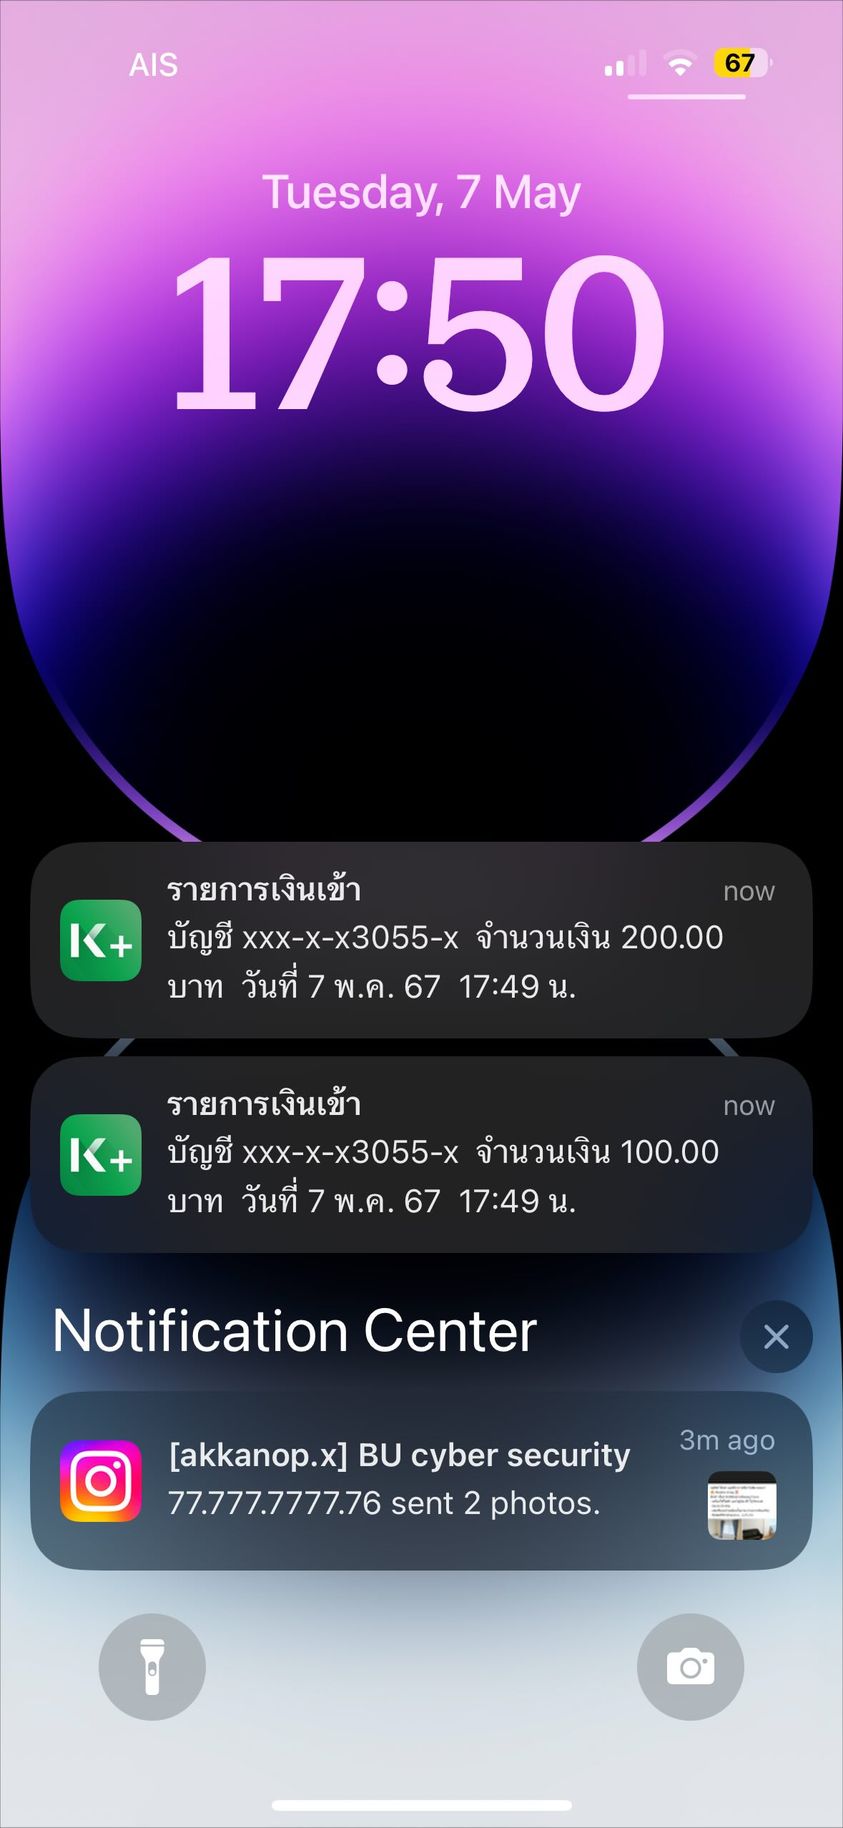 AIS
67
Tuesday, 7 May
17:50
รายการเงินเข้า
now
บัญชี xxx-x-x3055-x จำนวนเงิน 200.00
บาท วันที่ 7 พ.ค. 67 17:49 น.
K+
รายการเงินเข้า
now
บัญชี xxx-x-x3055-x จำนวนเงิน 100.00
บาท วันที่ 7 พ.ค. 67 17:49 น.
K+
Notification Center
[akkanop.x] BU cyber security
3m ago
77.777.7777.76 sent 2 photos.